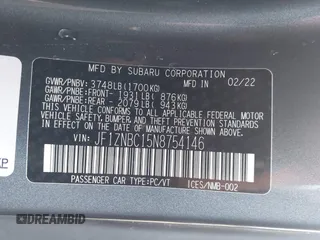 MFD. BY SUBARU CORPORATION
GVWR/PNBV: 3748LB(1700KG) 02/22
GAWR/PNBE:FRONT- 1931LB( 876KG)
GAWR/PNBE:REAR - 2079LB( 943KG)
THIS VEHICLE CONFORMS TO ALL APPLICABLE FEDERAL MOTOR
VEHICLE SAFETY, BUMPER, AND THEFT PREVENTION STANDARDS
IN EFFECT ON THE DATE OF MANUFACTURE SHOWN ABOVE.
VIN: JF1ZNBC15N8754146
PASSENGER CAR/TYPE:PC/VT ICES/NMB-002
DREAMBID